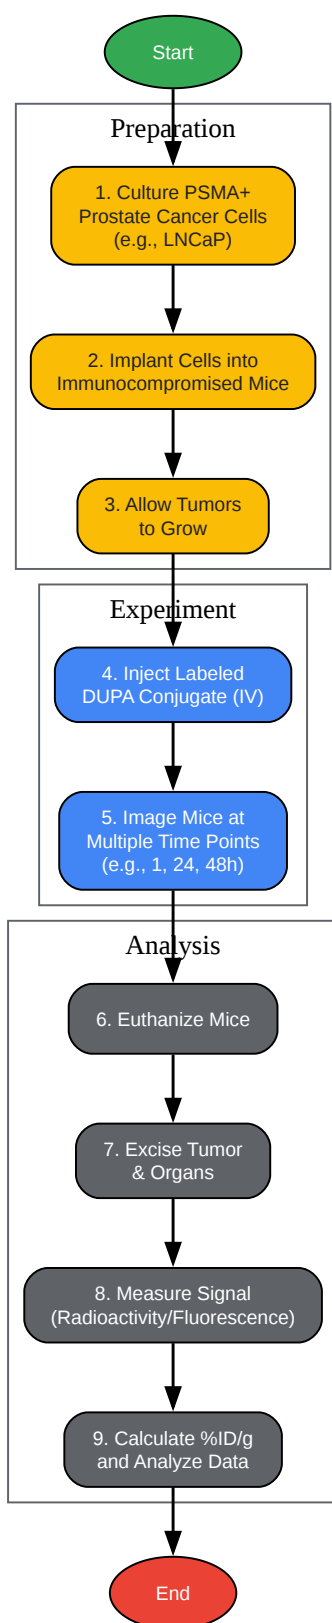 Start
Preparation
1. Culture PSMA+
Prostate Cancer Cells
(e.g., LNCaP)
2. Implant Cells into
Immunocompromised Mice
3. Allow Tumors
to Grow
Experiment
4. Inject Labeled
DUPA Conjugate (IV)
5. Image Mice at
Multiple Time Points
(e.g., 1, 24, 48h)
Analysis
6. Euthanize Mice
7. Excise Tumor
& Organs
8. Measure Signal
(Radioactivity/Fluorescence)
9. Calculate %ID/g
and Analyze Data
End